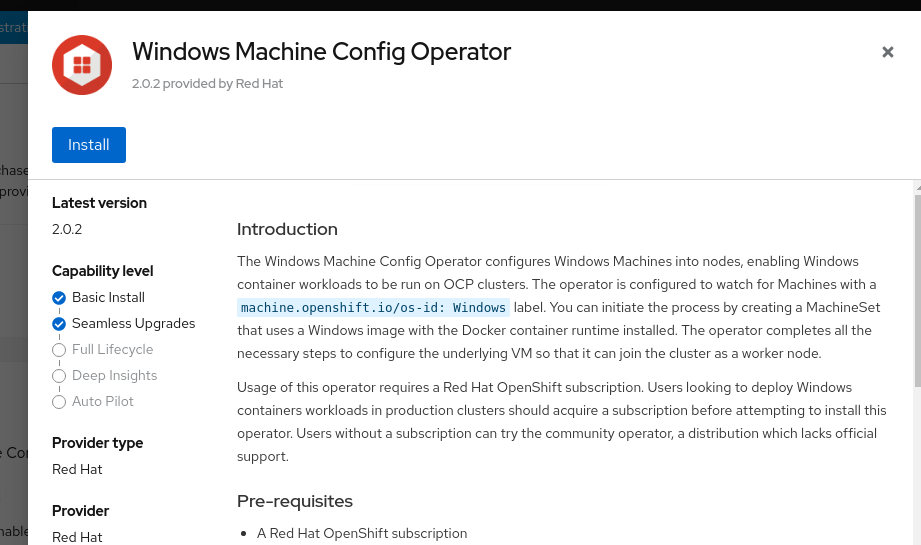 strat
Windows Machine Config Operator
2.0.2 provided by Red Hat
Install
chase
provi
e Co
nable
Latest version
2.0.2
Capability level
Basic Install
Seamless Upgrades
Full Lifecycle
Deep Insights
Auto Pilot
Provider type
Red Hat
Provider
Red Hat
Introduction
The Windows Machine Config Operator configures Windows Machines into nodes, enabling Windows
container workloads to be run on OCP clusters. The operator is configured to watch for Machines with a
machine.openshift.io/os-id: Windows label. You can initiate the process by creating a MachineSet
that uses a Windows image with the Docker container runtime installed. The operator completes all the
necessary steps to configure the underlying VM so that it can join the cluster as a worker node.
Usage of this operator requires a Red Hat OpenShift subscription. Users looking to deploy Windows
containers workloads in production clusters should acquire a subscription before attempting to install this
operator. Users without a subscription can try the community operator, a distribution which lacks official
support.
Pre-requisites
• A Red Hat OpenShift subscription